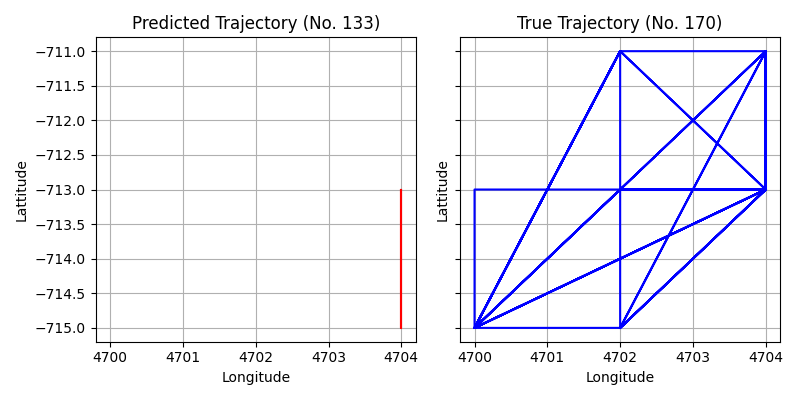 Predicted Trajectory (No. 133)
Lattitude
−711.0
−711.5
−712.0
−712.5
−713.0
−713.5
−714.0
−714.5
−715.0
4700 4701 4702 4703 4704
Longitude
True Trajectory (No. 170)
Lattitude
4700 4701 4702 4703 4704
Longitude